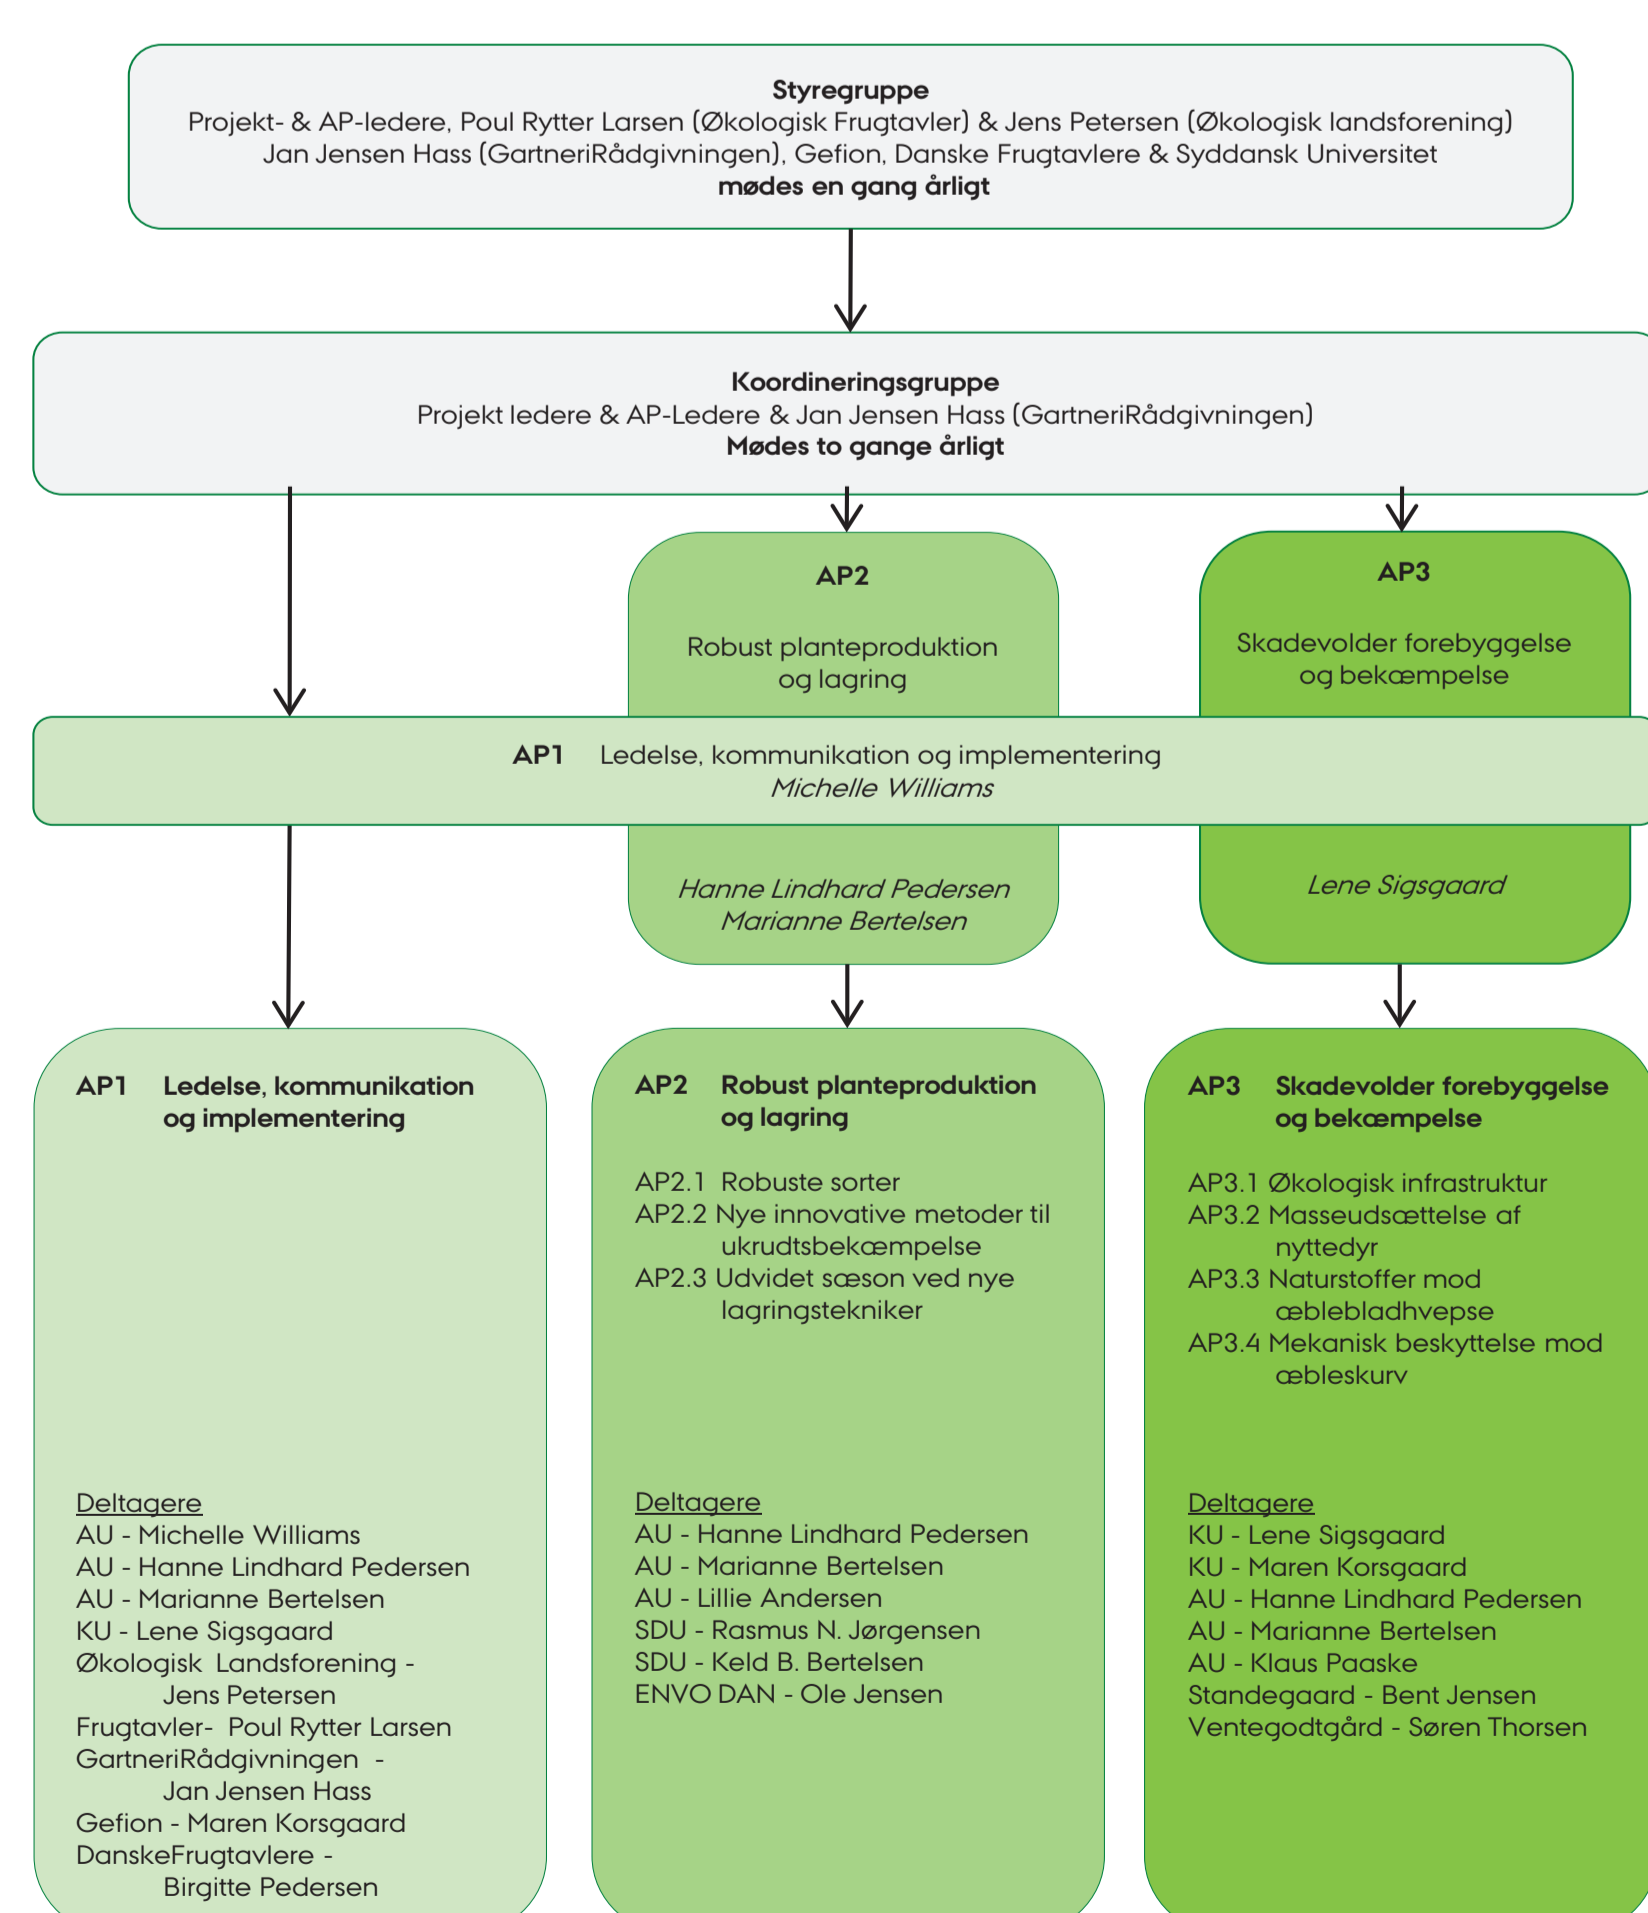 Styregruppe
Projekt- & AP-ledere, Poul Rytter Larsen (Økologisk Frugtavler) & Jens Petersen (Økologisk landsforening)
Jan Jensen Hass (GartneriRådgivningen), Gefion, Danske Frugtavlere & Syddansk Universitet
mødes en gang årligt
Koordineringsgruppe
Projekt ledere & AP-Ledere & Jan Jensen Hass (GartneriRådgivningen)
Mødes to gange årligt
AP2
Robust planteproduktion
og lagring
AP3
Skadevolder forebyggelse
og bekæmpelse
AP1 Ledelse, kommunikation og implementering
Michelle Williams
Hanne Lindhard Pedersen
Marianne Bertelsen
Lene Sigsgaard
AP1 Ledelse, kommunikation
og implementering
Deltagere
AU - Michelle Williams
AU - Hanne Lindhard Pedersen
AU - Marianne Bertelsen
KU - Lene Sigsgaard
Økologisk Landsforening -
Jens Petersen
Frugtavler- Poul Rytter Larsen
GartneriRådgivningen -
Jan Jensen Hass
Gefion - Maren Korsgaard
DanskeFrugtavlere -
Birgitte Pedersen
AP2 Robust planteproduktion
og lagring
AP2.1 Robuste sorter
AP2.2 Nye innovative metoder til
ukrudtsbekæmpelse
AP2.3 Udvidet sæson ved nye
lagringstekniker
Deltagere
AU - Hanne Lindhard Pedersen
AU - Marianne Bertelsen
AU - Lillie Andersen
SDU - Rasmus N. Jørgensen
SDU - Keld B. Bertelsen
ENVO DAN - Ole Jensen
AP3 Skadevolder forebyggelse
og bekæmpelse
AP3.1 Økologisk infrastruktur
AP3.2 Masseudsættelse af
nyttedyr
AP3.3 Naturstoffer mod
æblebladhvepse
AP3.4 Mekanisk beskyttelse mod
æbleskurv
Deltagere
KU - Lene Sigsgaard
KU - Maren Korsgaard
AU - Hanne Lindhard Pedersen
AU - Marianne Bertelsen
AU - Klaus Paaske
Standegaard - Bent Jensen
Ventegodtgård - Søren Thorsen